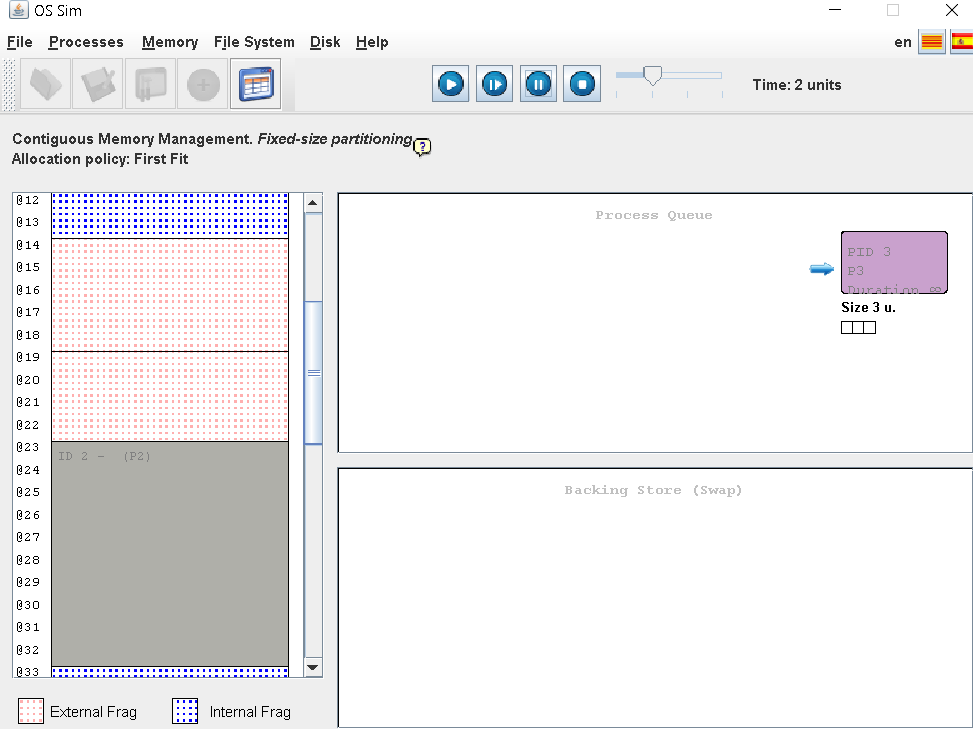 OS Sim
File Processes Memory File System Disk Help
en
Time: 2 units
Contiguous Memory Management. Fixed-size partitioning
?
Allocation policy: First Fit
@12
@13
@14
@15
@16
@17
@18
@19
@20
@21
@22
@23
@24
@25
@26
@27
@28
@29
@30
@31
@32
@33
ID 2 - (P2)
External Frag
Internal Frag
Process Queue
PID 3
P3
Duration ∞
Size 3 u.
Backing Store (Swap)